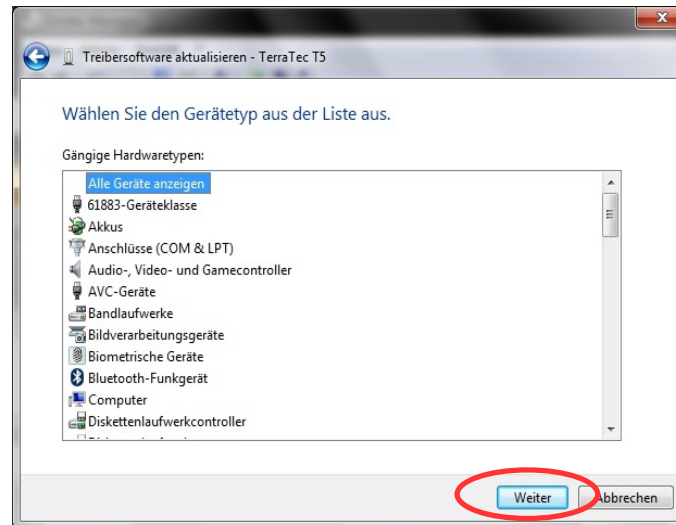 Treibersoftware aktualisieren - TerraTec T5
Wählen Sie den Gerätetyp aus der Liste aus.
Gängige Hardwaretypen:
Alle Geräte anzeigen
61883-Geräteklasse
Akkus
Anschlüsse (COM & LPT)
Audio-, Video- und Gamecontroller
AVC-Geräte
Bandlaufwerke
Bildverarbeitungsgeräte
Biometrische Geräte
Bluetooth-Funkgerät
Computer
Diskettenlaufwerkcontroller
Weiter Abbrechen